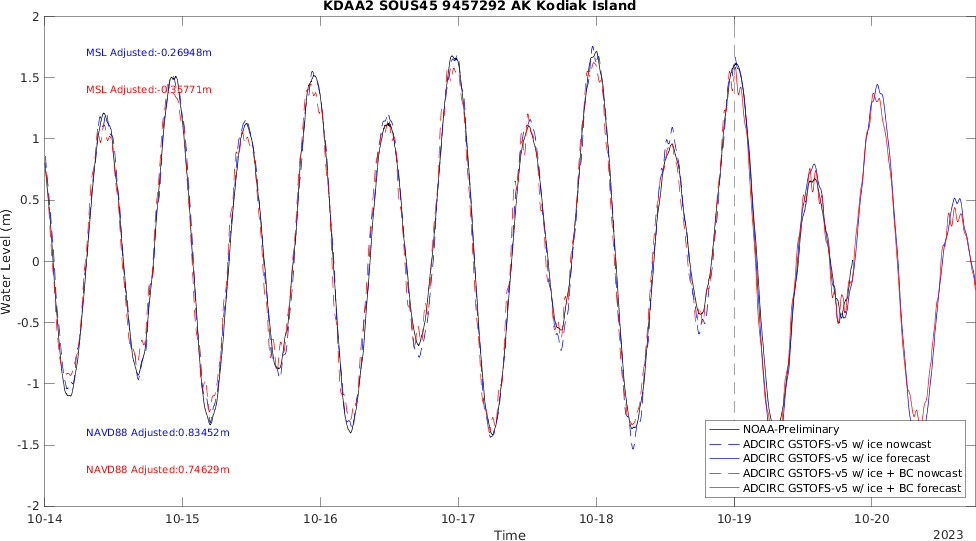 KDAA2 SOUS45 9457292 AK Kodiak Island
2
1.5
1
0.5
0
-0.5
-1
-1.5
-2
Water Level (m)
MSL Adjusted:-0.26948m
MSL Adjusted:-0.35771m
NAVD88 Adjusted:0.83452m
NAVD88 Adjusted:0.74629m
NOAA-Preliminary
ADCIRC GSTOFS-v5 w/ ice nowcast
ADCIRC GSTOFS-v5 w/ ice forecast
ADCIRC GSTOFS-v5 w/ ice + BC nowcast
ADCIRC GSTOFS-v5 w/ ice + BC forecast
10-14 10-15 10-16 10-17 10-18 10-19 10-20
Time
2023